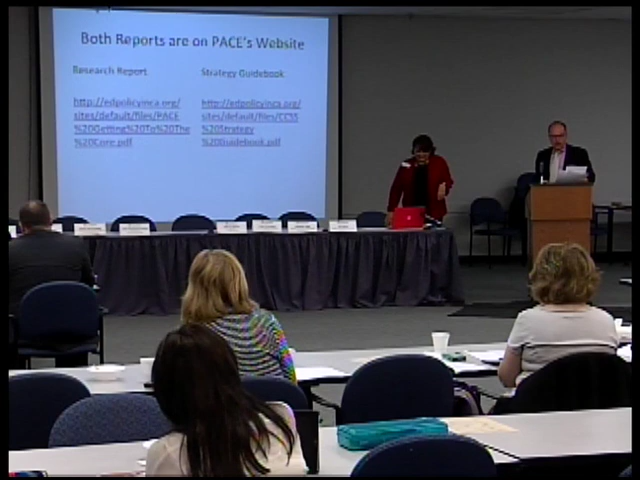 Both Reports are on PACE's Website
Research Report
http://edpolicyinca.org/
sites/default/files/PACE
%20Getting%20To%20The
%20Core.pdf
Strategy Guidebook
http://edpolicyinca.org/
sites/default/files/CCSS
%20Strategy
%20Guidebook.pdf